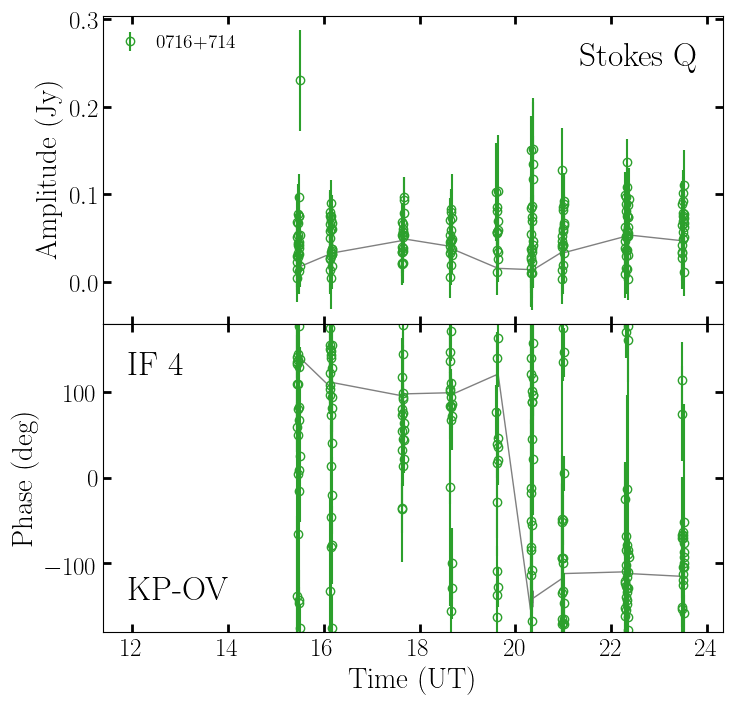 0716+714
Stokes Q
0.3
0.2
0.1
0.0
Amplitude (Jy)
IF 4
KP-OV
100
0
−100
Phase (deg)
12 14 16 18 20 22 24
Time (UT)